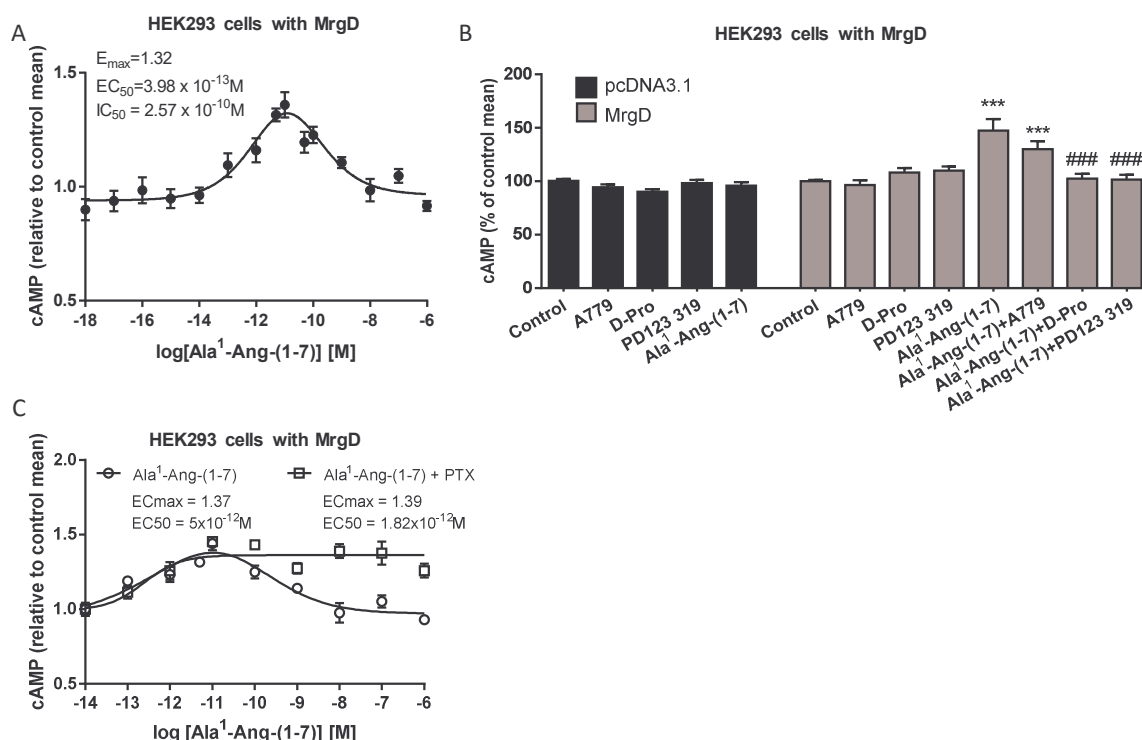 A
HEK293 cells with MrgD
Emax=1.32
EC50=3.98 x 10-13M
IC50 = 2.57 x 10-10M
cAMP (relative to control mean)
1.5
1.0
0.5
-18 -16 -14 -12 -10 -8 -6
log[Ala1-Ang-(1-7)] [M]
B
HEK293 cells with MrgD
pcDNA3.1
MrgD
cAMP (% of control mean)
200
150
100
50
0
*** *** ### ###
Control
A779
D-Pro
PD123 319
Ala1-Ang-(1-7)
Control
A779
D-Pro
PD123 319
Ala1-Ang-(1-7)
Ala1-Ang-(1-7)+A779
Ala1-Ang-(1-7)+D-Pro
Ala1-Ang-(1-7)+PD123 319
C
HEK293 cells with MrgD
Ala1-Ang-(1-7)
ECmax = 1.37
EC50 = 5x10-12M
Ala1-Ang-(1-7) + PTX
ECmax = 1.39
EC50 = 1.82x10-12M
cAMP (relative to control mean)
2.0
1.5
1.0
0.5
-14 -13 -12 -11 -10 -9 -8 -7 -6
log [Ala1-Ang-(1-7)] [M]